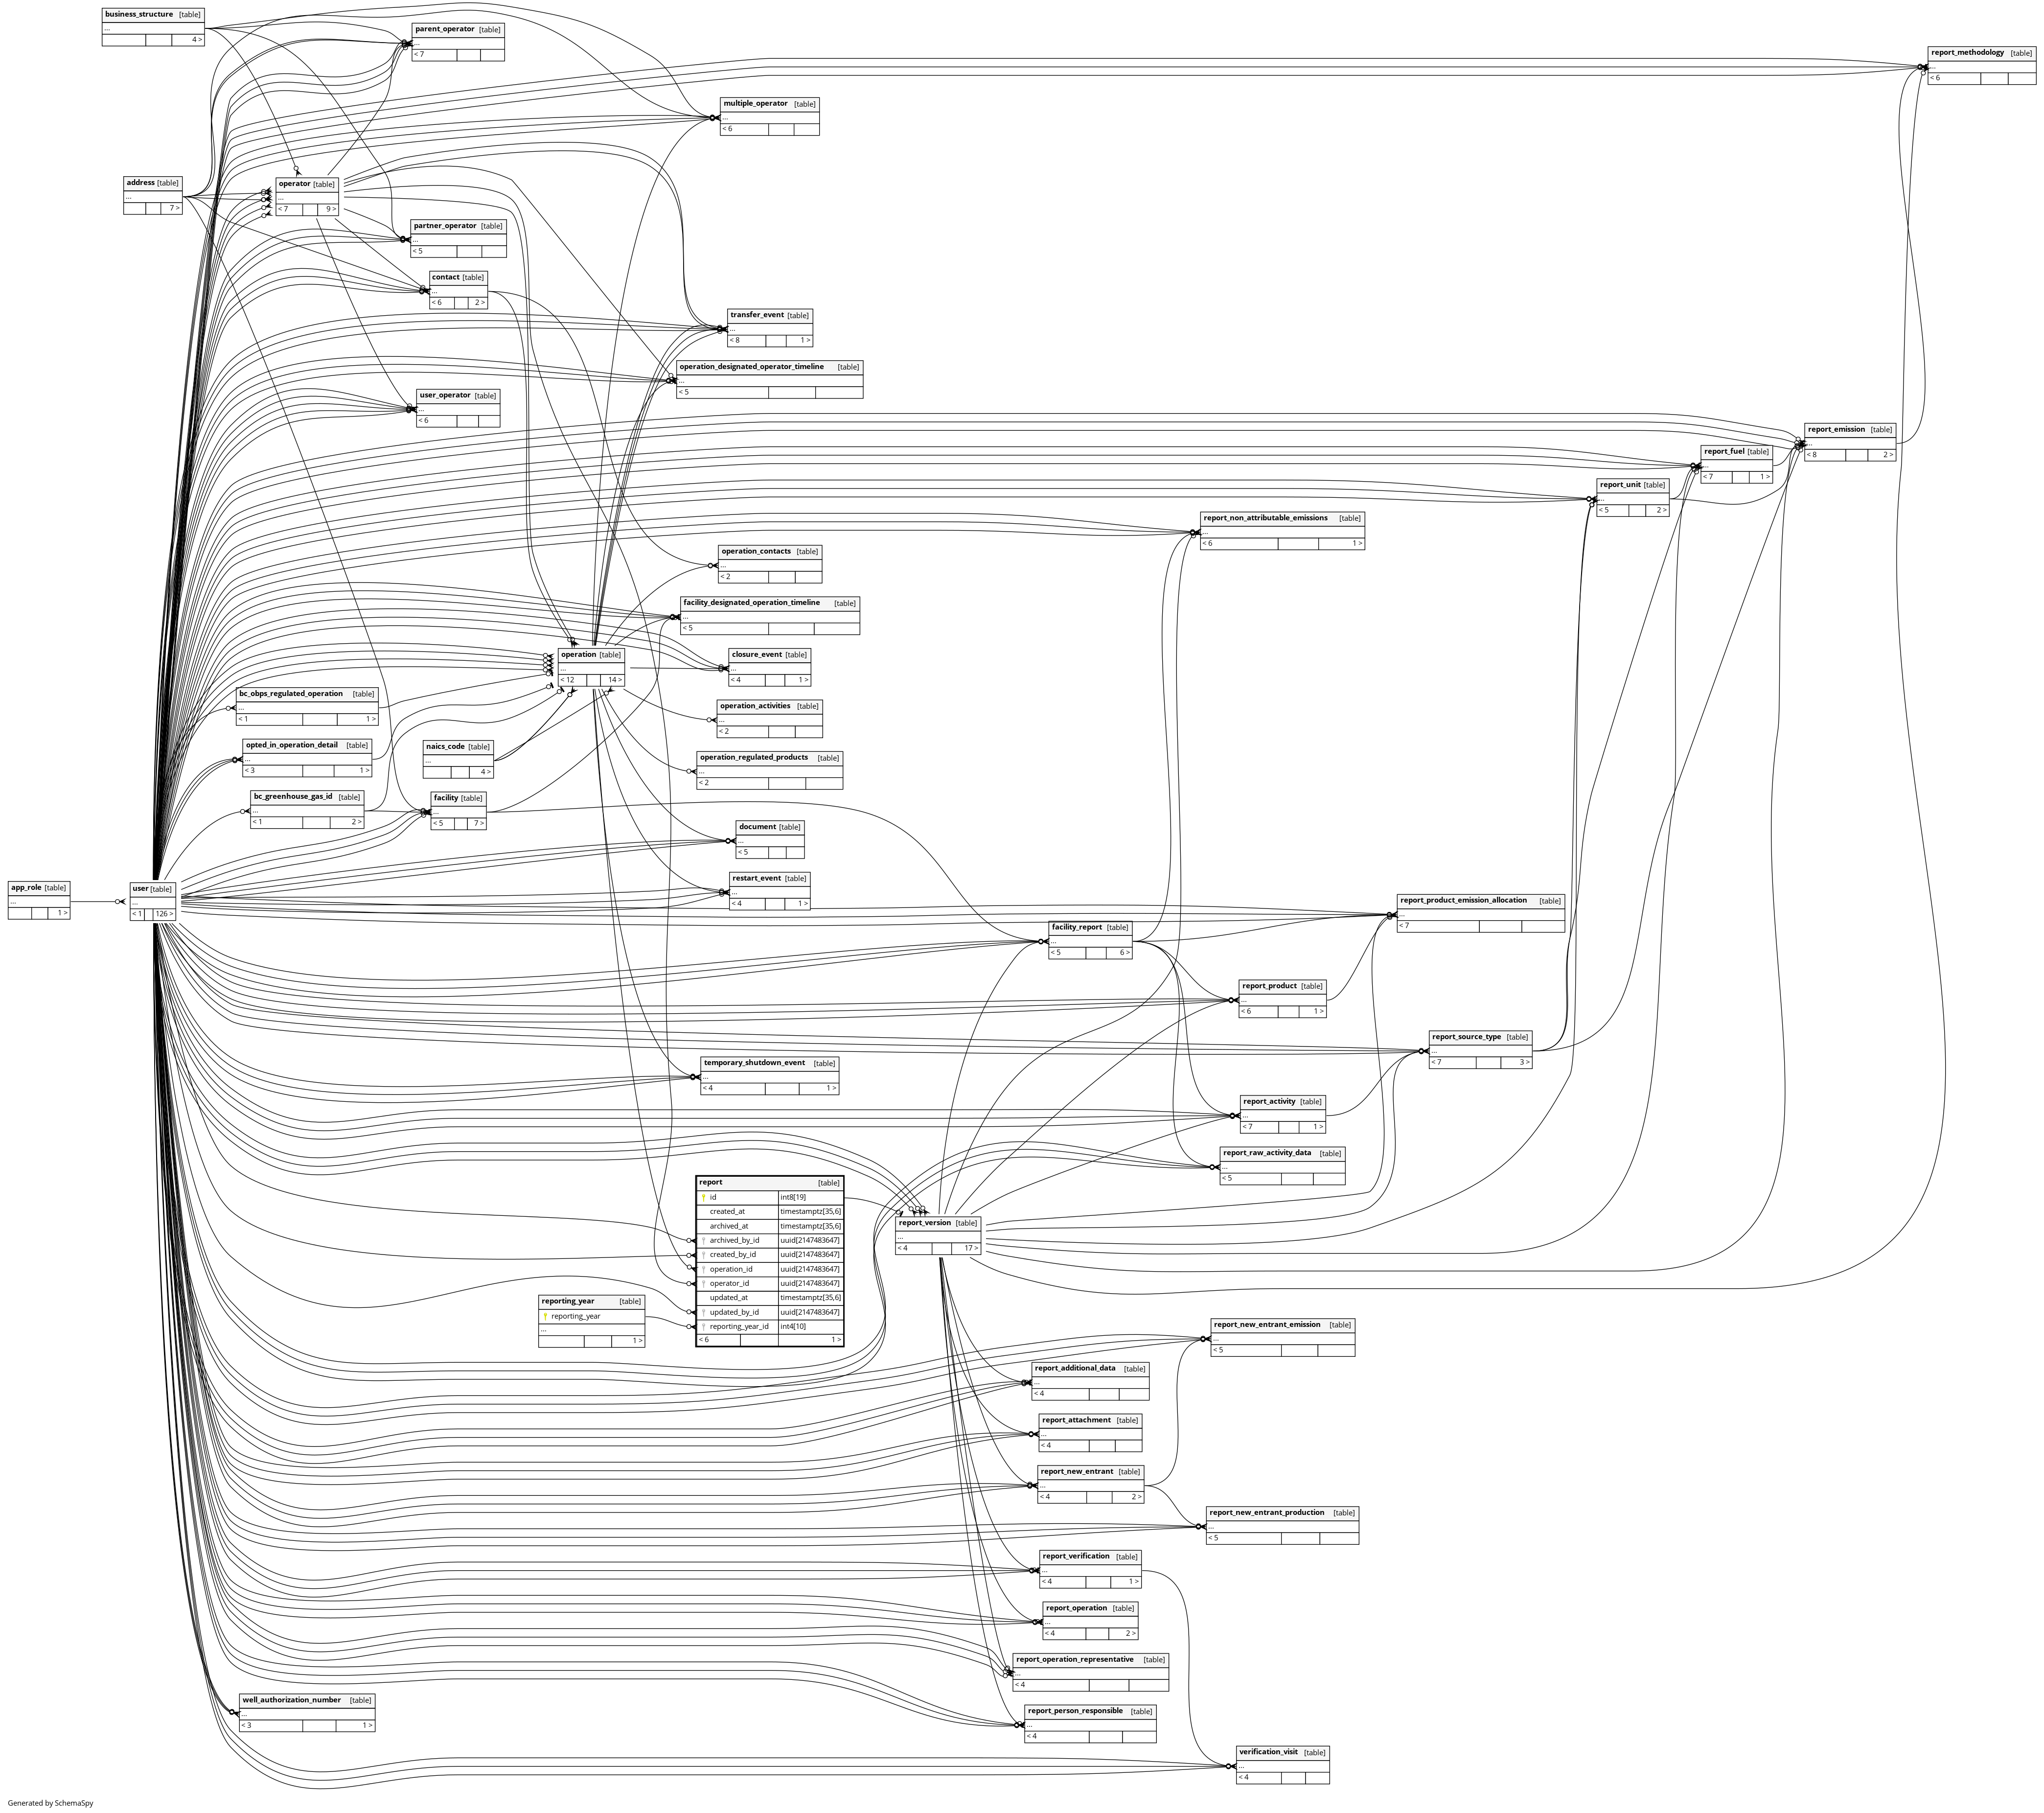 business_structure [table]
...
4 >
parent_operator [table]
...
< 7
report_methodology [table]
...
< 6
multiple_operator [table]
...
< 6
address [table]
...
7 >
operator [table]
...
< 7 9 >
partner_operator [table]
...
< 5
contact [table]
...
< 6 2 >
transfer_event [table]
...
< 8 1 >
operation_designated_operator_timeline [table]
...
< 5
user_operator [table]
...
< 6
report_emission [table]
...
< 8 2 >
report_fuel [table]
...
< 7 1 >
report_unit [table]
...
< 5 2 >
report_non_attributable_emissions [table]
...
< 6 1 >
operation_contacts [table]
...
< 2
facility_designated_operation_timeline [table]
...
< 5
operation [table]
...
< 12 14 >
closure_event [table]
...
< 4 1 >
bc_obps_regulated_operation [table]
...
< 1 1 >
operation_activities [table]
...
< 2
opted_in_operation_detail [table]
...
< 3 1 >
naics_code [table]
...
4 >
operation_regulated_products [table]
...
< 2
bc_greenhouse_gas_id [table]
...
< 1 2 >
facility [table]
...
< 5 7 >
document [table]
...
< 5
restart_event [table]
...
< 4 1 >
app_role [table]
...
1 >
user [table]
...
< 1 126 >
report_product_emission_allocation [table]
...
< 7
facility_report [table]
...
< 5 6 >
report_product [table]
...
< 6 1 >
report_source_type [table]
...
< 7 3 >
temporary_shutdown_event [table]
...
< 4 1 >
report_activity [table]
...
< 7 1 >
report_raw_activity_data [table]
...
< 5
report [table]
id int8[19]
created_at timestamptz[35,6]
archived_at timestamptz[35,6]
archived_by_id uuid[2147483647]
created_by_id uuid[2147483647]
operation_id uuid[2147483647]
operator_id uuid[2147483647]
updated_at timestamptz[35,6]
updated_by_id uuid[2147483647]
reporting_year_id int4[10]
< 6 1 >
report_version [table]
...
< 4 17 >
reporting_year [table]
reporting_year
...
1 >
report_new_entrant_emission [table]
...
< 5
report_additional_data [table]
...
< 4
report_attachment [table]
...
< 4
report_new_entrant [table]
...
< 4 2 >
report_new_entrant_production [table]
...
< 5
report_verification [table]
...
< 4 1 >
report_operation [table]
...
< 4 2 >
report_operation_representative [table]
...
< 4
well_authorization_number [table]
...
< 3 1 >
report_person_responsible [table]
...
< 4
verification_visit [table]
...
< 4
Generated by SchemaSpy